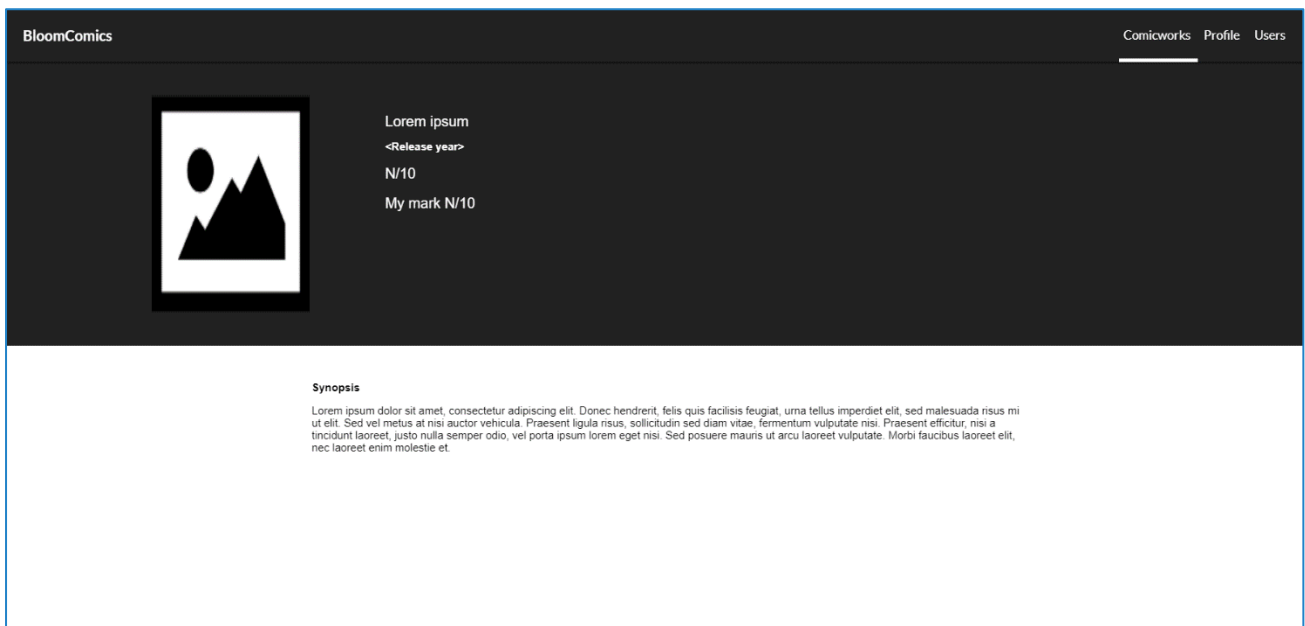 BloomComics
Comicworks Profile Users
Lorem ipsum
<Release year>
N/10
My mark N/10
Synopsis
Lorem ipsum dolor sit amet, consectetur adipiscing elit. Donec hendrerit, felis quis facilisis feugiat, urna tellus imperdiet elit, sed malesuada risus mi
ut elit. Sed vel metus at nisi auctor vehicula. Praesent ligula risus, sollicitudin sed diam vitae, fermentum vulputate nisi. Praesent efficitur, nisi a
tincidunt laoreet, justo nulla semper odio, vel porta ipsum lorem eget nisi. Sed posuere mauris ut arcu laoreet vulputate. Morbi faucibus laoreet elit,
nec laoreet enim molestie et.